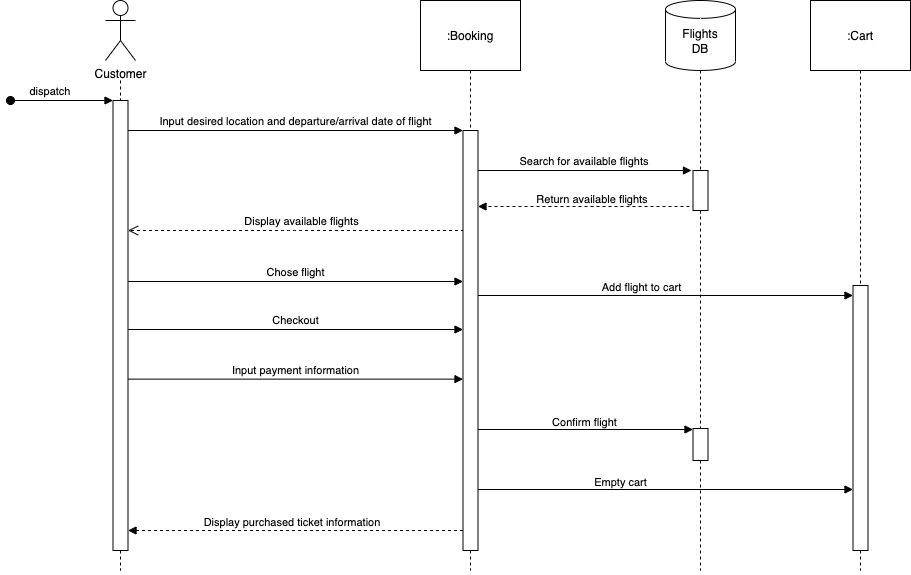 :Booking
Flights
DB
:Cart
Customer
dispatch
Input desired location and departure/arrival date of flight
Search for available flights
Return available flights
Display available flights
Chose flight
Add flight to cart
Checkout
Input payment information
Confirm flight
Empty cart
Display purchased ticket information